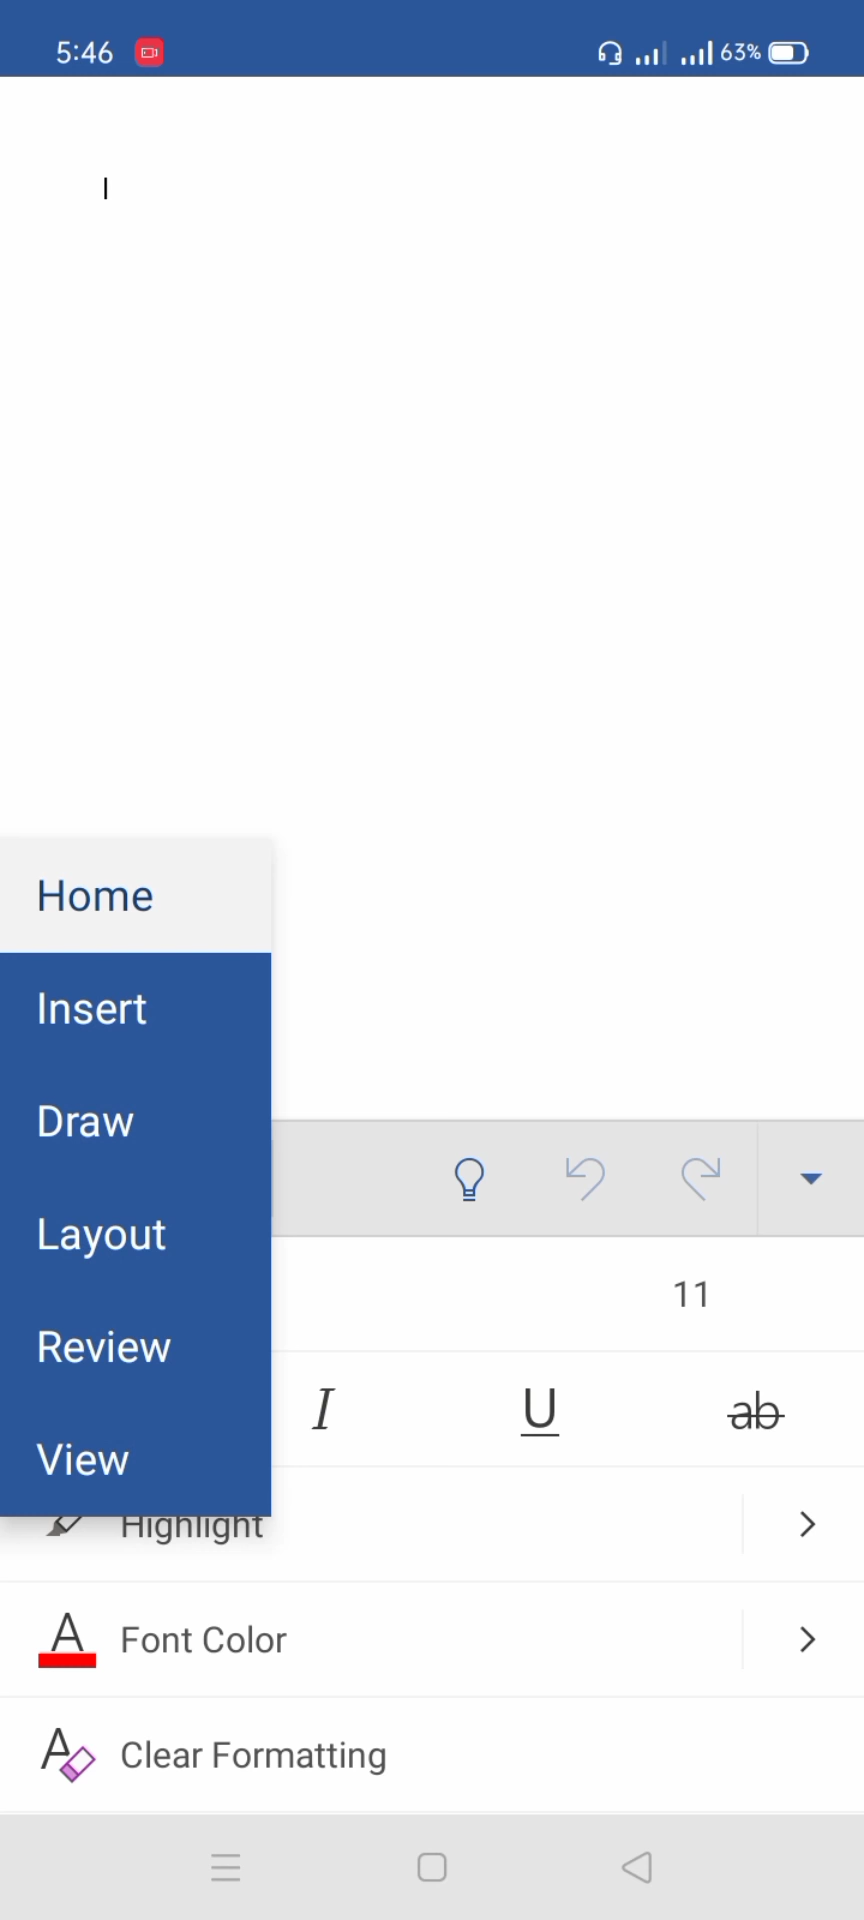 5:46 63%
Home
Insert
Draw
Layout
Review
View
11
I U ab
Highlight
A Font Color
A Clear Formatting